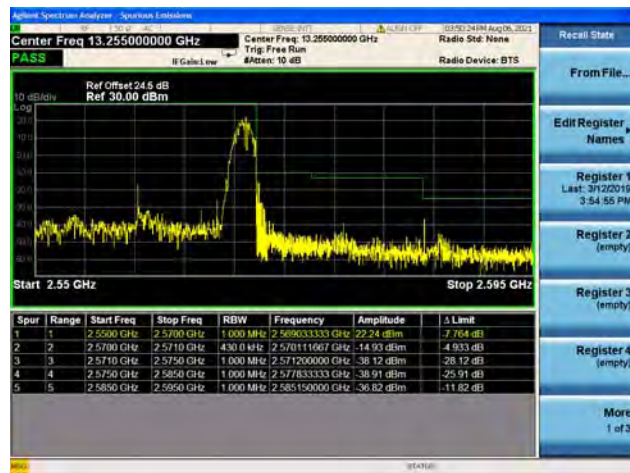 Agilent Spectrum Analyzer - Spurious Emissions
SENSE:INT
ALIGN OFF
03:50:24 PM Aug 06, 2021
Center Freq 13.255000000 GHz
Center Freq: 13.255000000 GHz
Radio Std: None
Trig: Free Run
PASS
IFGain:Low
#Atten: 10 dB
Radio Device: BTS
Ref Offset 24.5 dB
10 dB/div
Ref 30.00 dBm
Log
Start 2.55 GHz
Stop 2.595 GHz
Spur Range Start Freq Stop Freq RBW Frequency Amplitude Δ Limit
1 1 2.5500 GHz 2.5700 GHz 1.000 MHz 2.569033333 GHz 22.24 dBm -7.764 dB
2 2 2.5700 GHz 2.5710 GHz 430.0 kHz 2.570111667 GHz -14.93 dBm -4.933 dB
3 3 2.5710 GHz 2.5750 GHz 1.000 MHz 2.571200000 GHz -38.12 dBm -28.12 dB
4 4 2.5750 GHz 2.5850 GHz 1.000 MHz 2.577833333 GHz -38.91 dBm -25.91 dB
5 5 2.5850 GHz 2.5950 GHz 1.000 MHz 2.585150000 GHz -36.82 dBm -11.82 dB
MSG
STATUS
Recall State
From File...
Edit Register
Names
Register 1
Last: 3/12/2019
3:54:55 PM
Register 2
(empty)
Register 3
(empty)
Register 4
(empty)
More
1 of 3